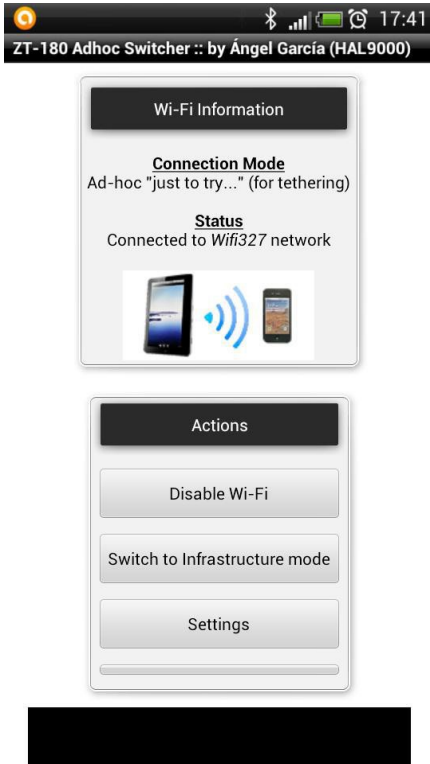 17:41
ZT-180 Adhoc Switcher :: by Ángel García (HAL9000)
Wi-Fi Information
Connection Mode
Ad-hoc "just to try..." (for tethering)
Status
Connected to Wifi327 network
Actions
Disable Wi-Fi
Switch to Infrastructure mode
Settings